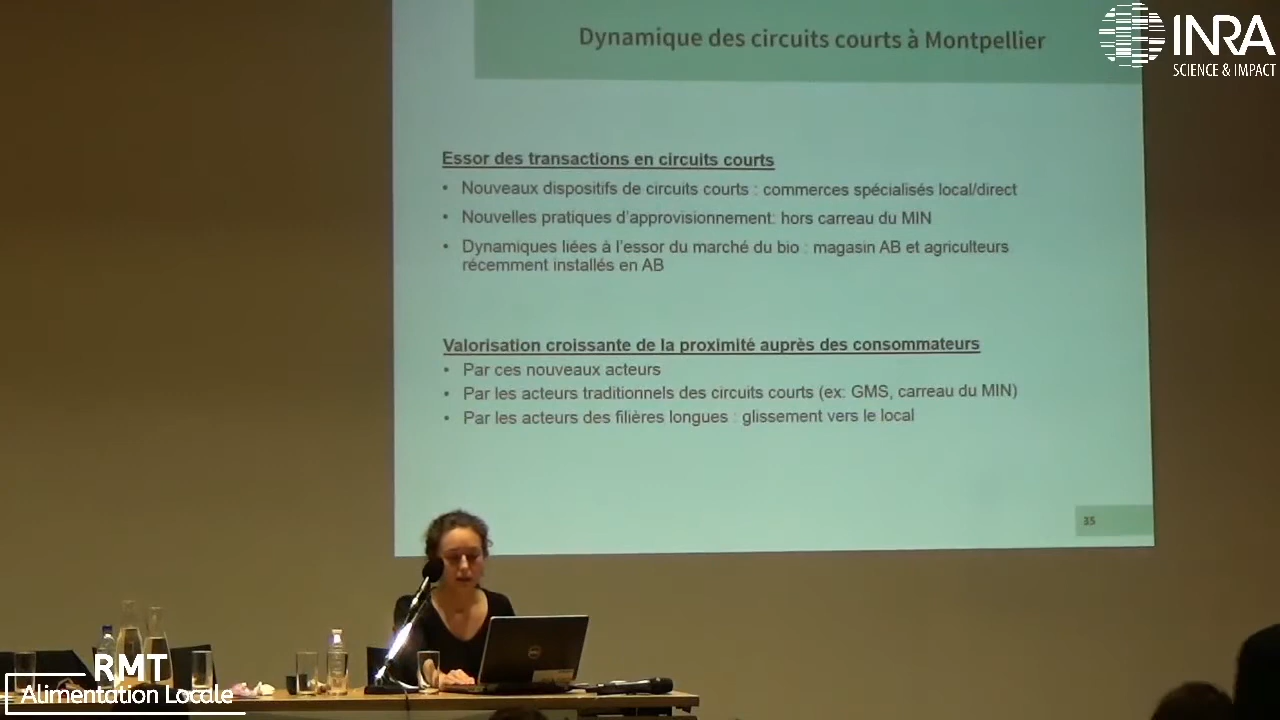 Dynamique des circuits courts à Montpellier
INRA
SCIENCE & IMPACT
Essor des transactions en circuits courts
• Nouveaux dispositifs de circuits courts : commerces spécialisés local/direct
• Nouvelles pratiques d'approvisionnement: hors carreau du MIN
• Dynamiques liées à l'essor du marché du bio : magasin AB et agriculteurs
récemment installés en AB
Valorisation croissante de la proximité auprès des consommateurs
• Par ces nouveaux acteurs
• Par les acteurs traditionnels des circuits courts (ex: GMS, carreau du MIN)
• Par les acteurs des filières longues : glissement vers le local
35
DELL
RMT
Alimentation Locale